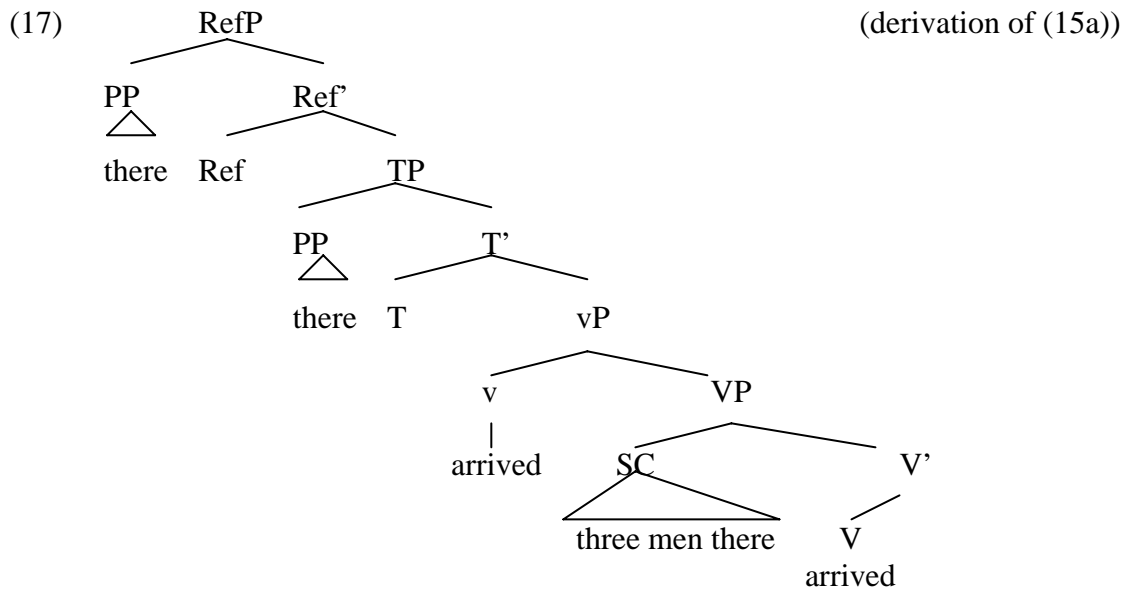 (17) RefP (derivation of (15a))
PP Ref’
there Ref TP
PP T’
there T vP
v VP
arrived SC V’
three men there V
arrived